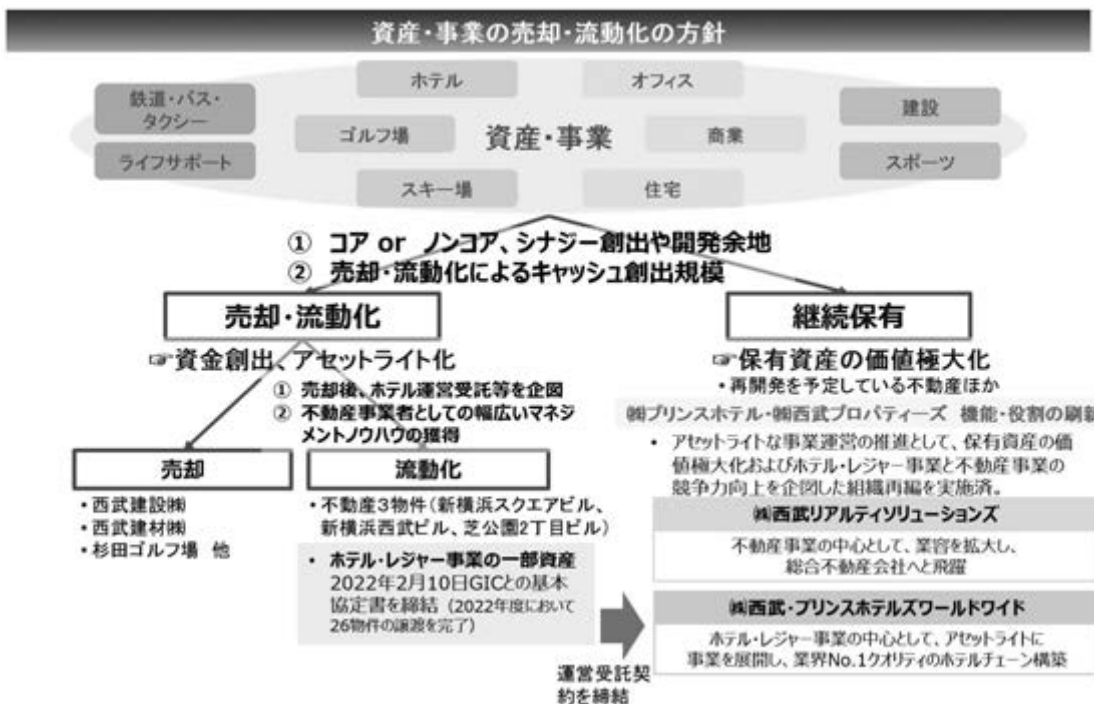 資産・事業の売却・流動化の方針
ホテル
オフィス
鉄道・バス・
タクシー
建設
ゴルフ場
資産・事業
商業
ライフサポート
スポーツ
スキー場
住宅
① コア or ノンコア、シナジー創出や開発余地
② 売却・流動化によるキャッシュ創出規模
売却・流動化
☞資金創出、アセットライト化
① 売却後、ホテル運営受託等を企図
② 不動産事業者としての幅広いマネジ
メントノウハウの獲得
売却
・西武建設㈱
・西武建材㈱
・杉田ゴルフ場 他
流動化
・不動産3物件(新横浜スクエアビル、
新横浜西武ビル、芝公園2丁目ビル)
・ホテル・レジャー事業の一部資産
2022年2月10日GICとの基本
協定書を締結 (2022年度において
26物件の譲渡を完了)
運営受託契
約を締結
継続保有
☞保有資産の価値極大化
・再開発を予定している不動産ほか
㈱プリンスホテル・㈱西武プロパティーズ 機能・役割の刷新
・アセットライトな事業運営の推進として、保有資産の価
値極大化およびホテル・レジャー事業と不動産事業の
競争力向上を企図した組織再編を実施済。
㈱西武リアルティソリューションズ
不動産事業の中心として、業容を拡大し、
総合不動産会社へと飛躍
㈱西武・プリンスホテルズワールドワイド
ホテル・レジャー事業の中心として、アセットライトに
事業を展開し、業界No.1クオリティのホテルチェーン構築